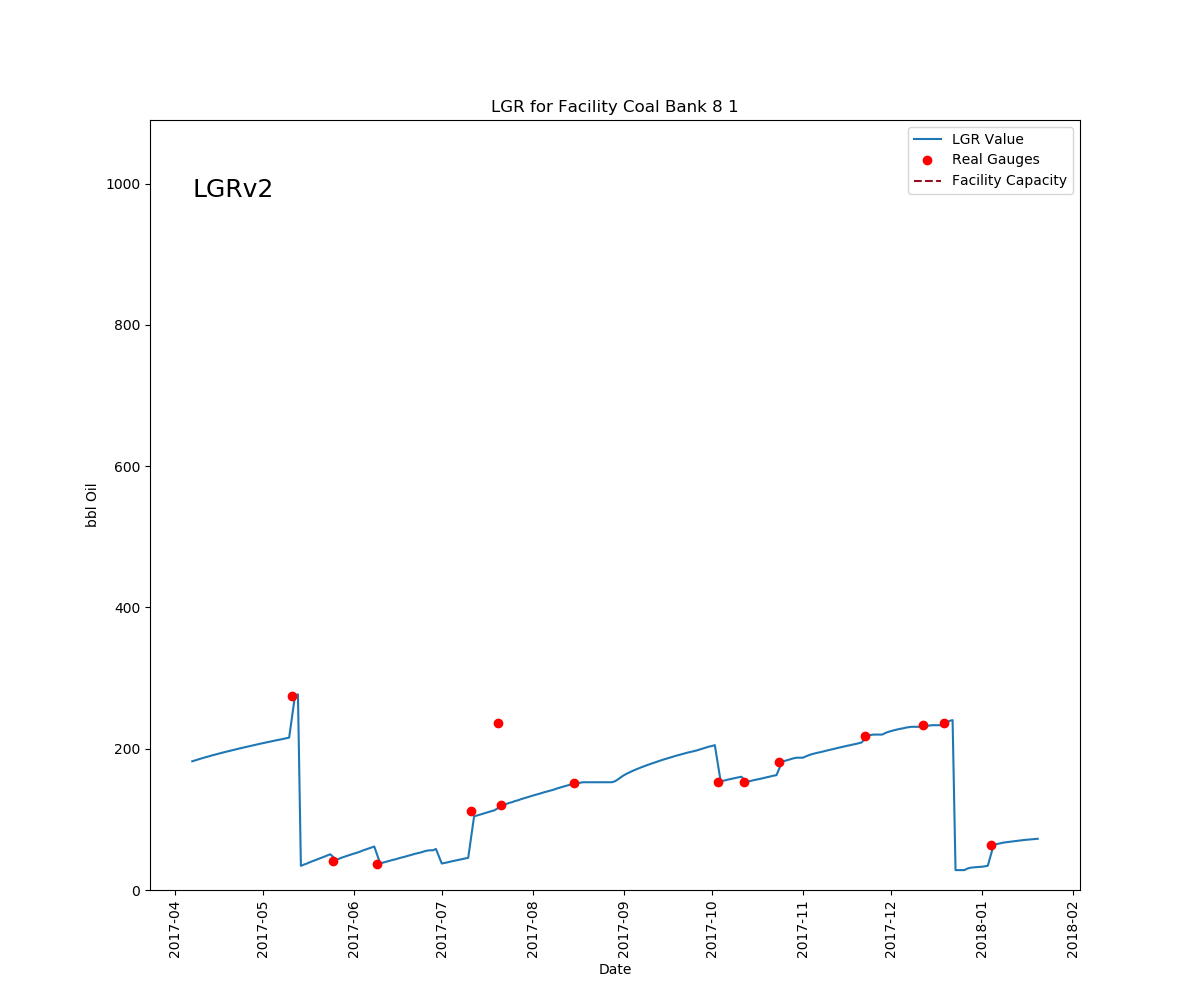 LGR for Facility Coal Bank 8 1
LGRv2
LGR Value
Real Gauges
Facility Capacity
bbl Oil
1000
800
600
400
200
0
2017-04
2017-05
2017-06
2017-07
2017-08
2017-09
2017-10
2017-11
2017-12
2018-01
2018-02
Date